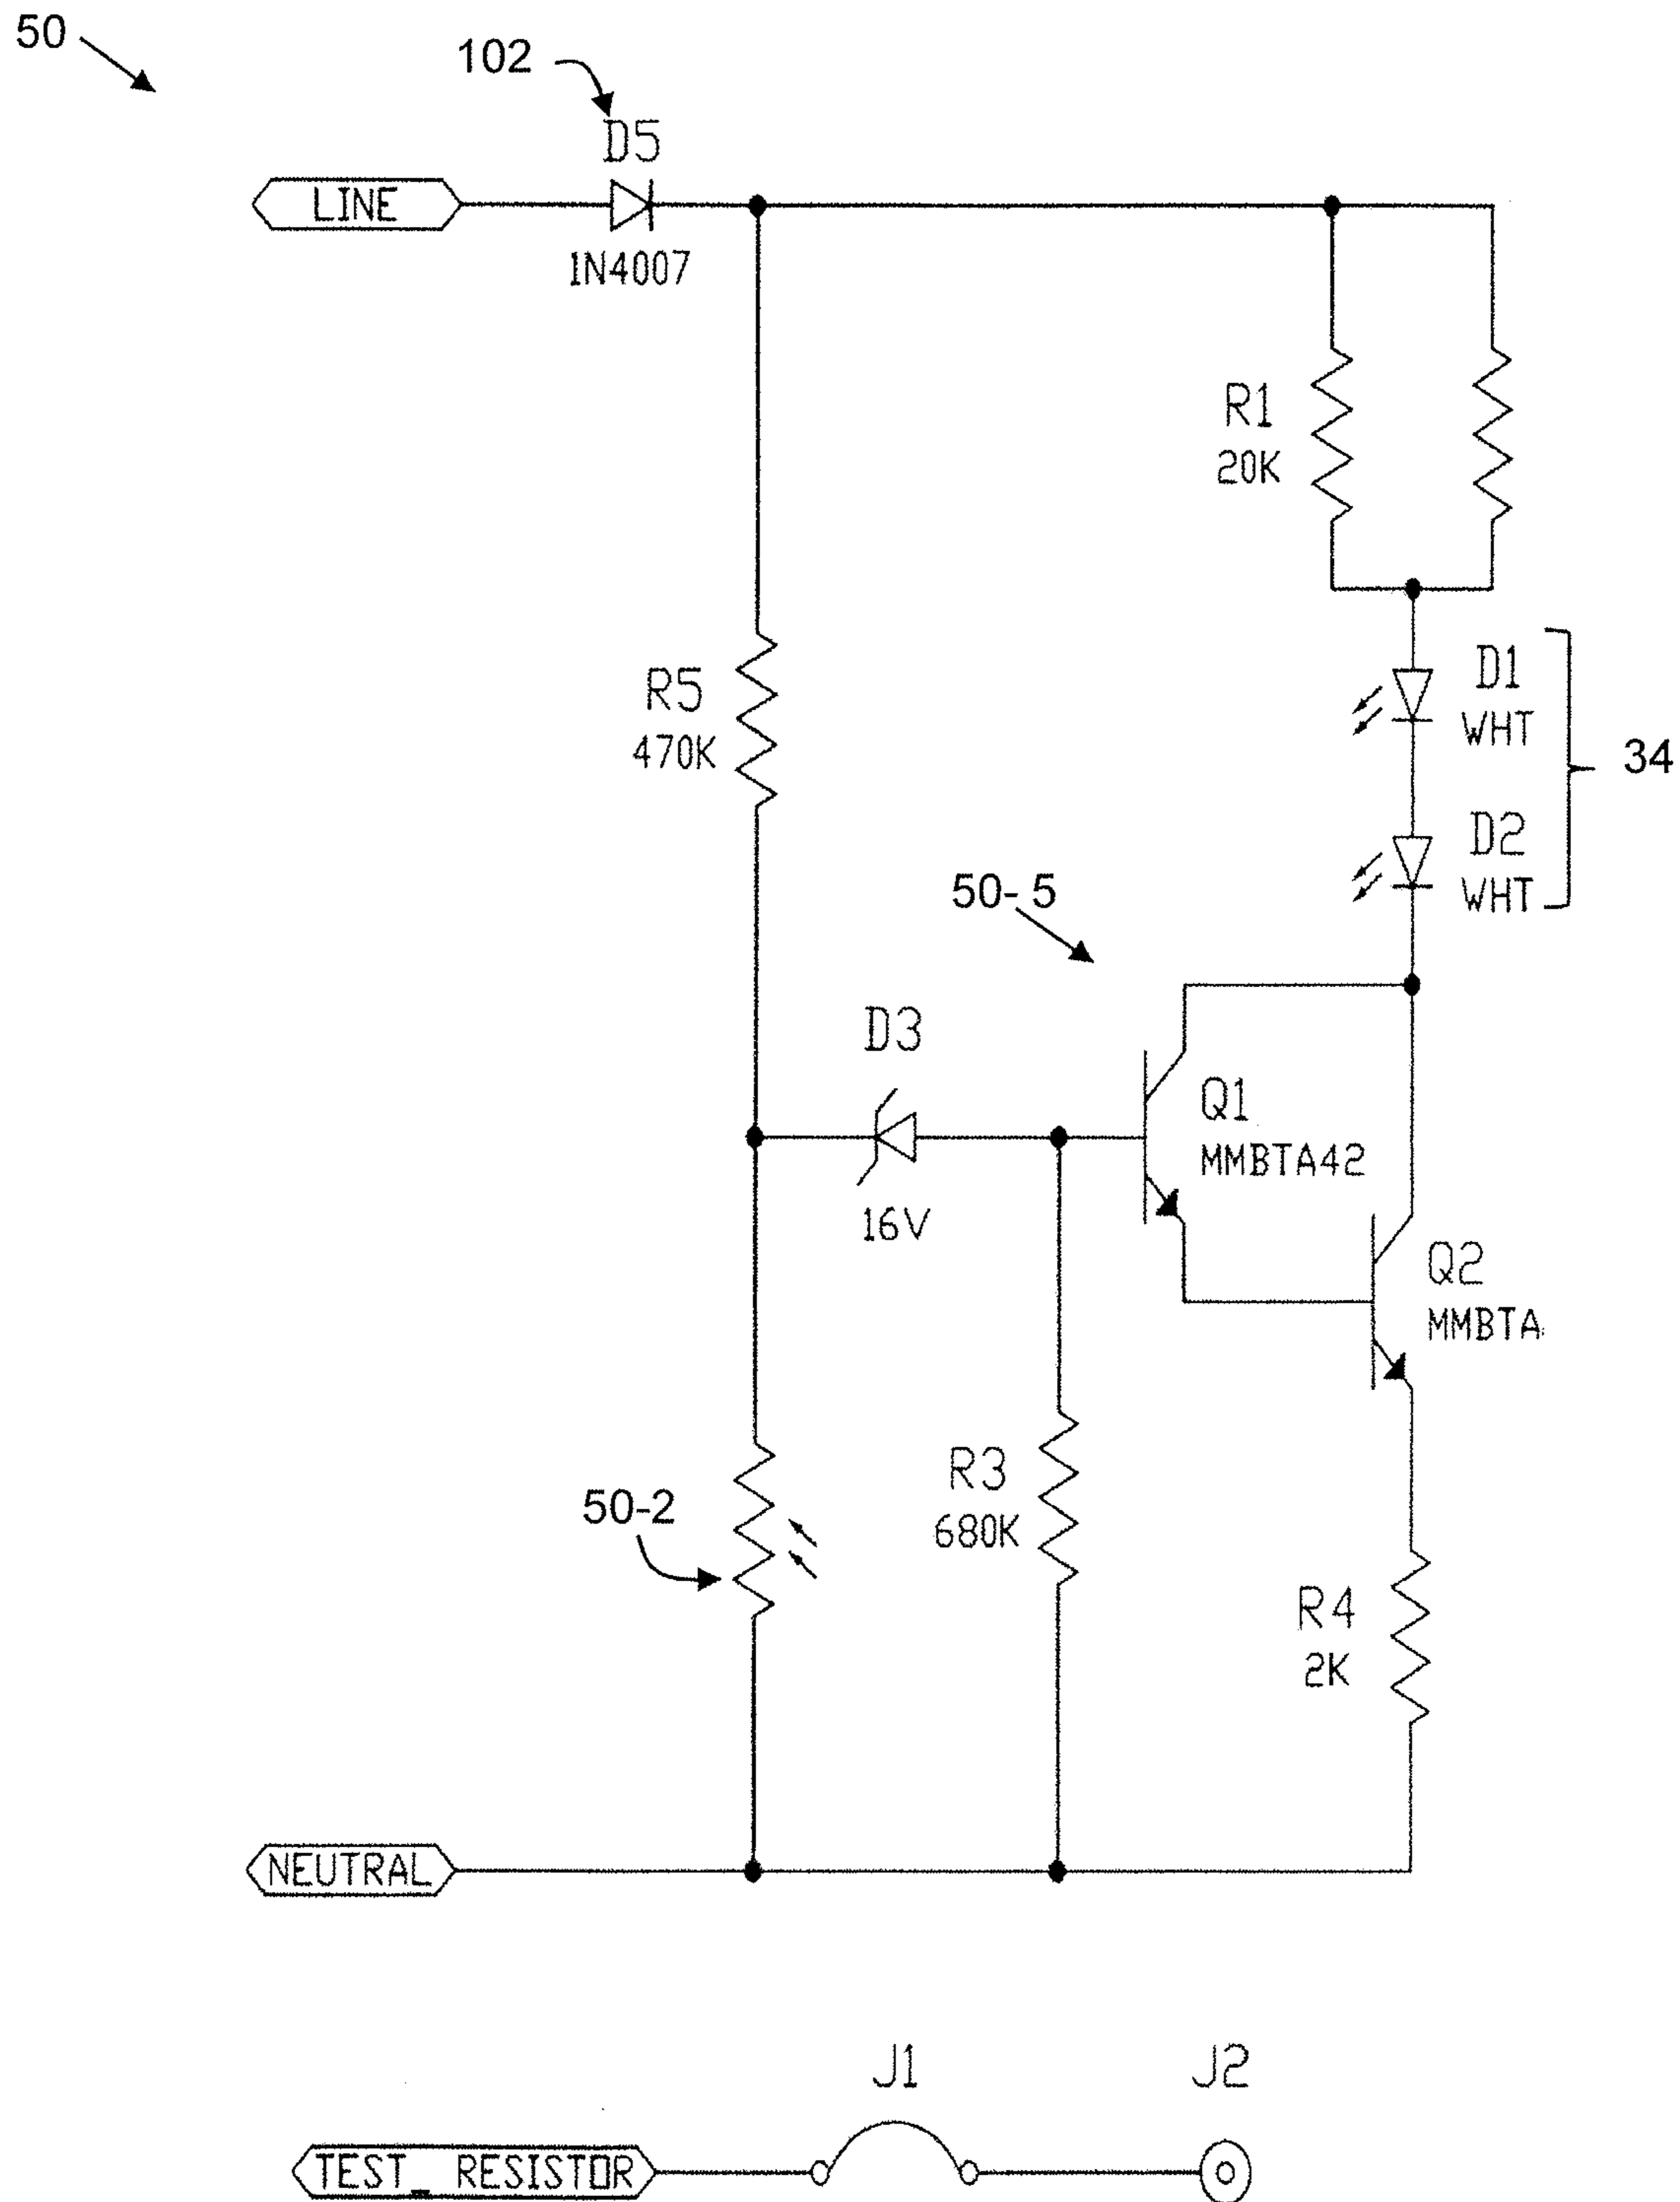 50
102
D5
LINE
1N4007
R1
20K
R5
470K
D1
WHT
34
D2
WHT
50-5
D3
16V
Q1
MMBTA42
Q2
MMBTA
50-2
R3
680K
R4
2K
NEUTRAL
J1
J2
TEST_ RESISTOR